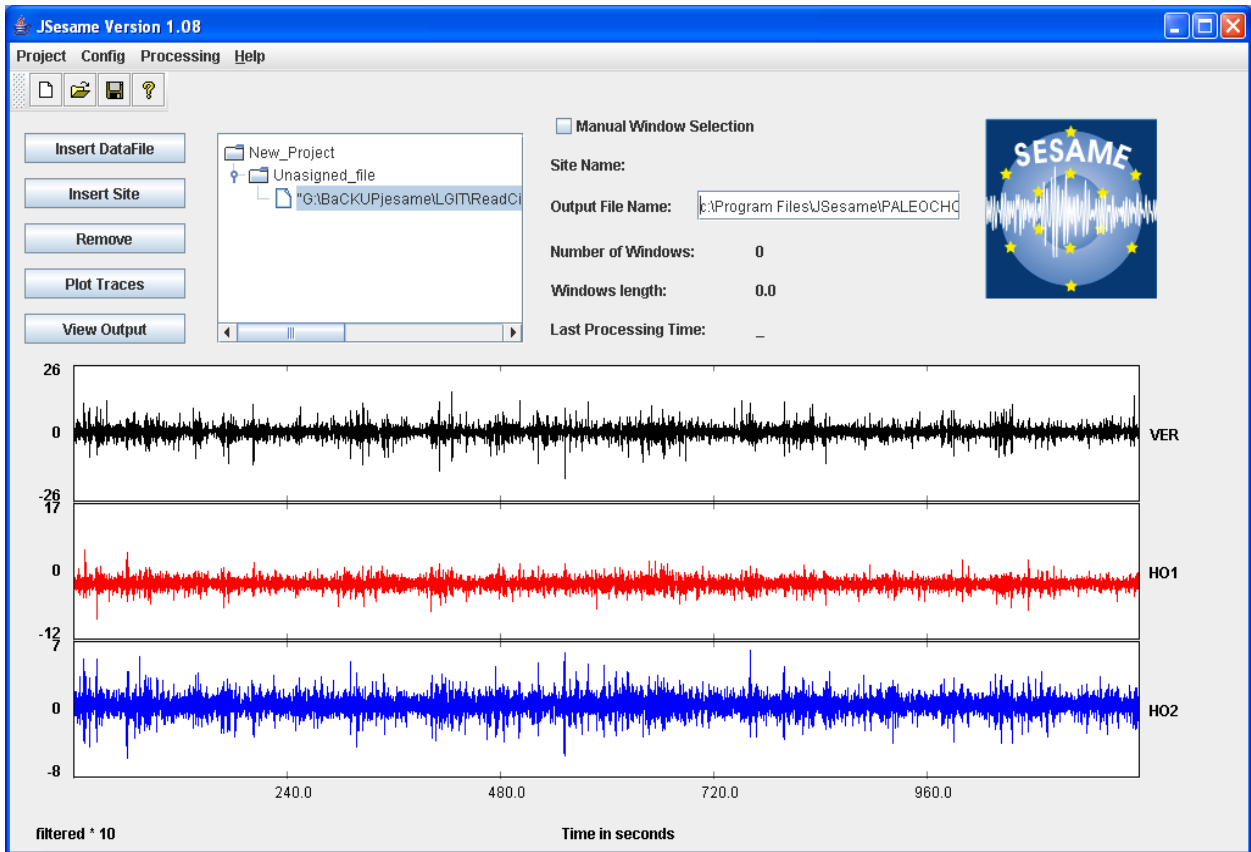 JSesame Version 1.08
Project Config Processing Help
Insert DataFile
Insert Site
Remove
Plot Traces
View Output
New_Project
Unasigned_file
"G:\BaCKUPjesame\LGIT\ReadCi
Manual Window Selection
Site Name:
Output File Name: c:\Program Files\JSesame\PALEOCHO
Number of Windows: 0
Windows length: 0.0
Last Processing Time: _
SESAME
26
0
-26
VER
17
0
-12
HO1
7
0
-8
HO2
240.0 480.0 720.0 960.0
filtered * 10 Time in seconds